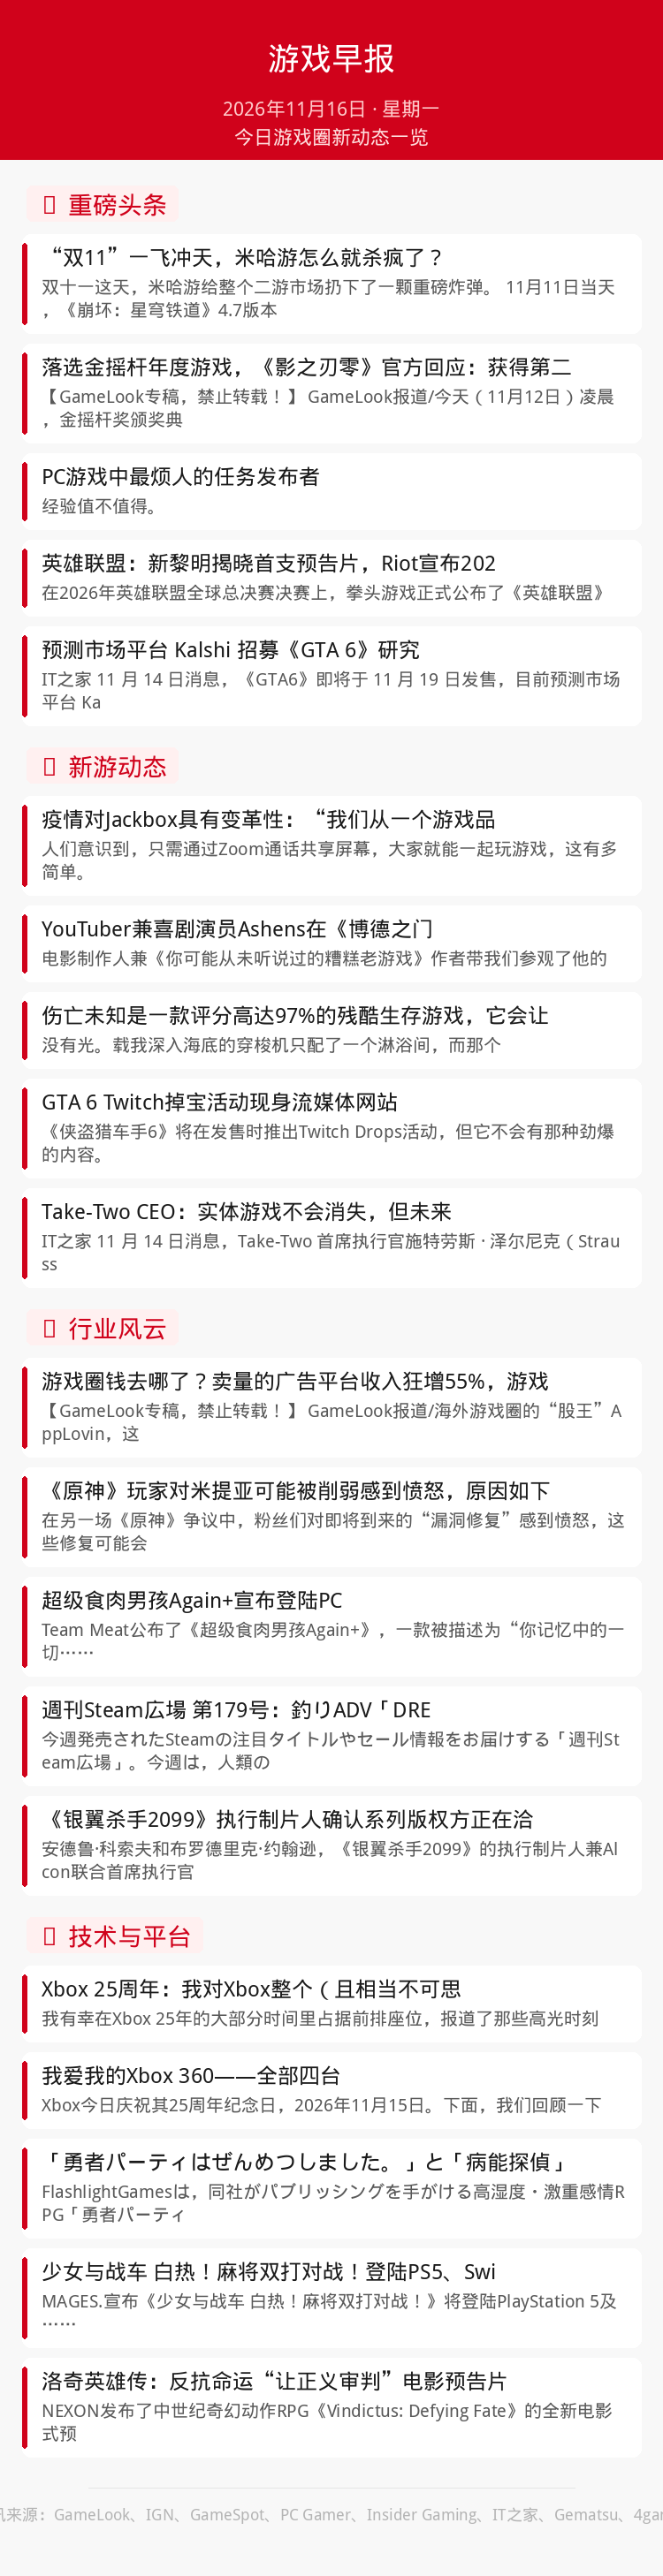 游戏早报
2026年11月16日 · 星期一
今日游戏圈新动态一览
重磅头条
“双11”一飞冲天，米哈游怎么就杀疯了？
双十一这天，米哈游给整个二游市场扔下了一颗重磅炸弹。 11月11日当天
，《崩坏：星穹铁道》4.7版本
落选金摇杆年度游戏，《影之刃零》官方回应：获得第二
【GameLook专稿，禁止转载！】GameLook报道/今天（11月12日）凌晨
，金摇杆奖颁奖典
PC游戏中最烦人的任务发布者
经验值不值得。
英雄联盟：新黎明揭晓首支预告片，Riot宣布202
在2026年英雄联盟全球总决赛决赛上，拳头游戏正式公布了《英雄联盟》
预测市场平台 Kalshi 招募《GTA 6》研究
IT之家 11 月 14 日消息，《GTA6》即将于 11 月 19 日发售，目前预测市场
平台 Ka
新游动态
疫情对Jackbox具有变革性：“我们从一个游戏品
人们意识到，只需通过Zoom通话共享屏幕，大家就能一起玩游戏，这有多
简单。
YouTuber兼喜剧演员Ashens在《博德之门
电影制作人兼《你可能从未听说过的糟糕老游戏》作者带我们参观了他的
伤亡未知是一款评分高达97%的残酷生存游戏，它会让
没有光。载我深入海底的穿梭机只配了一个淋浴间，而那个
GTA 6 Twitch掉宝活动现身流媒体网站
《侠盗猎车手6》将在发售时推出Twitch Drops活动，但它不会有那种劲爆
的内容。
Take-Two CEO：实体游戏不会消失，但未来
IT之家 11 月 14 日消息，Take-Two 首席执行官施特劳斯 · 泽尔尼克（Strau
ss
行业风云
游戏圈钱去哪了？卖量的广告平台收入狂增55%，游戏
【GameLook专稿，禁止转载！】GameLook报道/海外游戏圈的“股王”A
ppLovin，这
《原神》玩家对米提亚可能被削弱感到愤怒，原因如下
在另一场《原神》争议中，粉丝们对即将到来的“漏洞修复”感到愤怒，这
些修复可能会
超级食肉男孩Again+宣布登陆PC
Team Meat公布了《超级食肉男孩Again+》，一款被描述为“你记忆中的一
切……
週刊Steam広場 第179号：釣りADV「DRE
今週発売されたSteamの注目タイトルやセール情報をお届けする「週刊St
eam広場」。今週は，人類の
《银翼杀手2099》执行制片人确认系列版权方正在洽
安德鲁·科索夫和布罗德里克·约翰逊，《银翼杀手2099》的执行制片人兼Al
con联合首席执行官
技术与平台
Xbox 25周年：我对Xbox整个（且相当不可思
我有幸在Xbox 25年的大部分时间里占据前排座位，报道了那些高光时刻
我爱我的Xbox 360——全部四台
Xbox今日庆祝其25周年纪念日，2026年11月15日。下面，我们回顾一下
「勇者パーティはぜんめつしました。」と「病能探偵」
FlashlightGamesは，同社がパブリッシングを手がける高湿度・激重感情R
PG「勇者パーティ
少女与战车 白热！麻将双打对战！登陆PS5、Swi
MAGES.宣布《少女与战车 白热！麻将双打对战！》将登陆PlayStation 5及
……
洛奇英雄传：反抗命运“让正义审判”电影预告片
NEXON发布了中世纪奇幻动作RPG《Vindictus: Defying Fate》的全新电影
式预
来源：GameLook、IGN、GameSpot、PC Gamer、Insider Gaming、IT之家、Gematsu、4gar